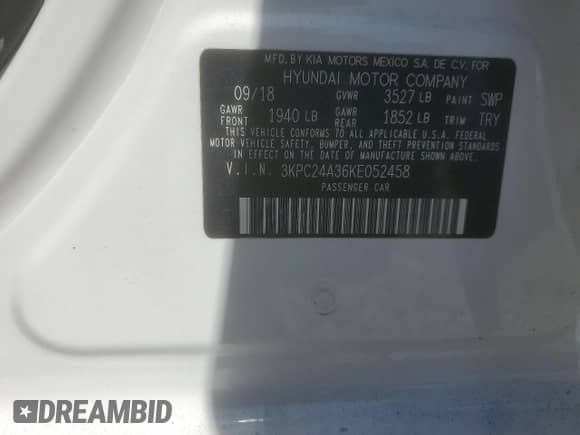 MFD. BY KIA MOTORS MEXICO S.A. DE C.V. FOR
HYUNDAI MOTOR COMPANY
09/18 GVWR 3527 LB PAINT SWP
GAWR FRONT 1940 LB GAWR REAR 1852 LB TRIM TRY
THIS VEHICLE CONFORMS TO ALL APPLICABLE U.S.A. FEDERAL
MOTOR VEHICLE SAFETY, BUMPER, AND THEFT PREVENTION
STANDARDS IN EFFECT ON THE DATE OF MANUFACTURE SHOWN ABOVE.
V.I.N. 3KPC24A36KE052458
PASSENGER CAR
DREAMBID